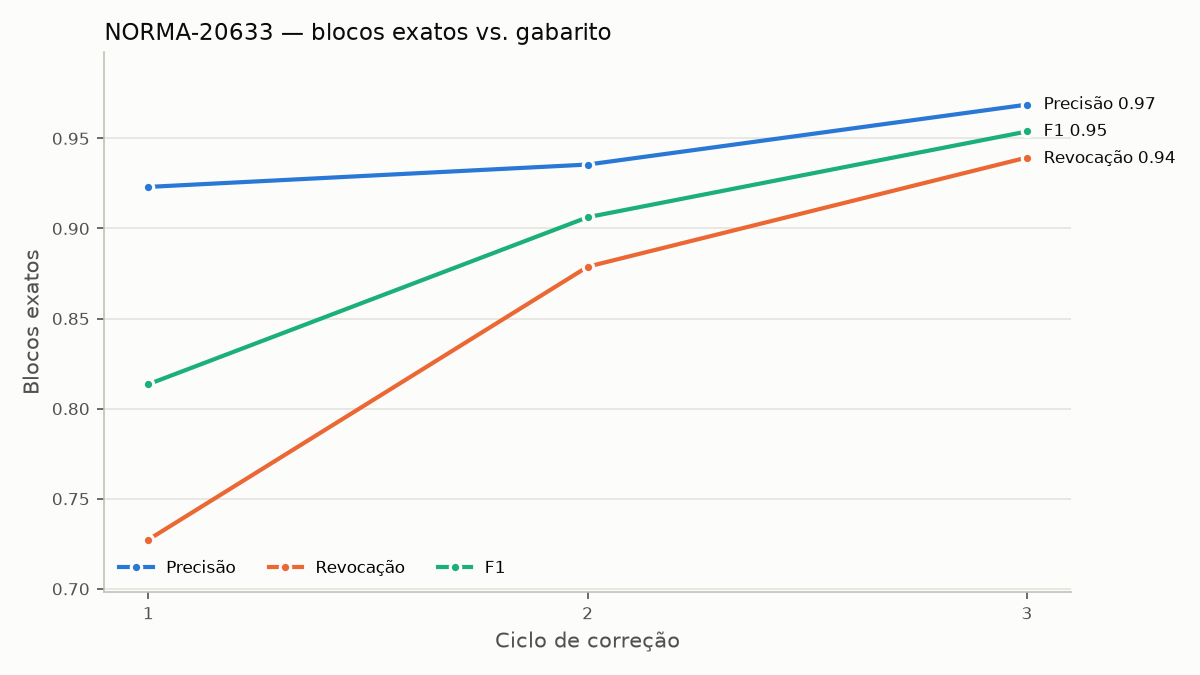 NORMA-20633 — blocos exatos vs. gabarito
Blocos exatos
0.95
0.90
0.85
0.80
0.75
0.70
Precisão 0.97
F1 0.95
Revocação 0.94
Precisão
Revocação
F1
1
2
3
Ciclo de correção